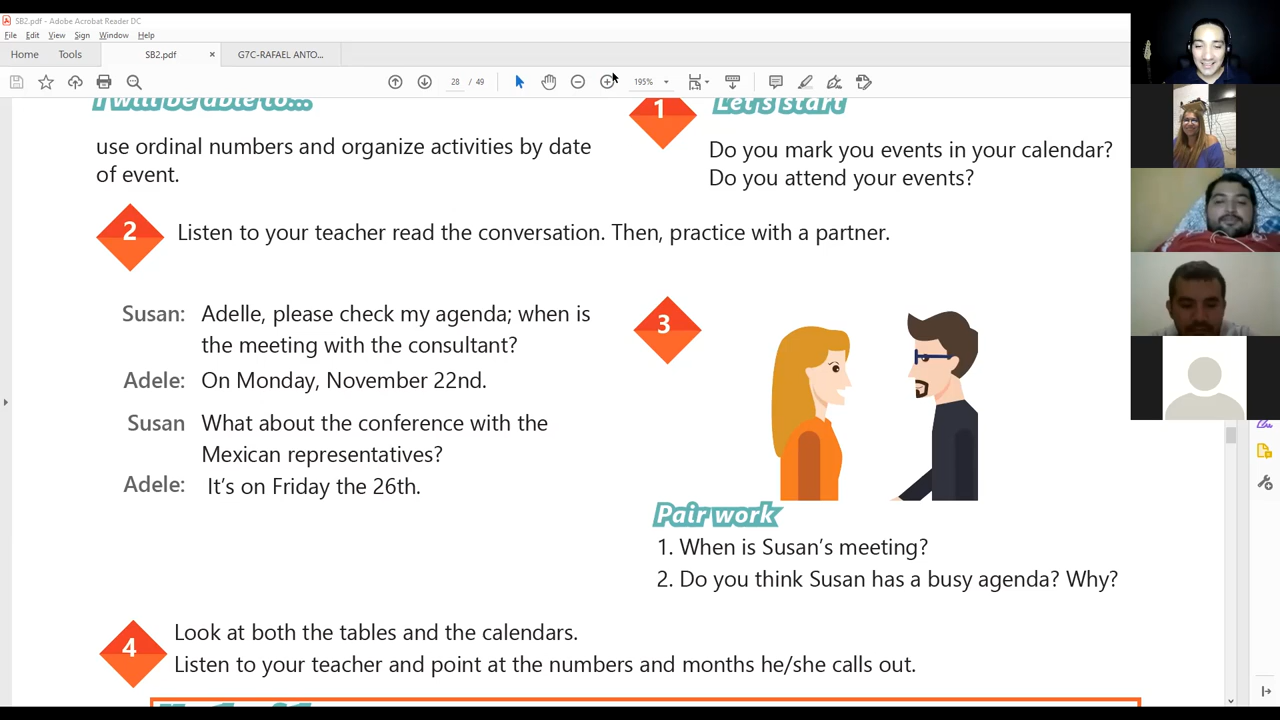 SB2.pdf - Adobe Acrobat Reader DC
File Edit View Sign Window Help
Home Tools SB2.pdf × G7C-RAFAEL ANTO...
28 / 49 195%
I will be able to...
use ordinal numbers and organize activities by date
of event.
1 Let's start
Do you mark you events in your calendar?
Do you attend your events?
2 Listen to your teacher read the conversation. Then, practice with a partner.
Susan: Adelle, please check my agenda; when is
the meeting with the consultant?
Adele: On Monday, November 22nd.
Susan What about the conference with the
Mexican representatives?
Adele: It's on Friday the 26th.
3
Pair work
1. When is Susan's meeting?
2. Do you think Susan has a busy agenda? Why?
4 Look at both the tables and the calendars.
Listen to your teacher and point at the numbers and months he/she calls out.